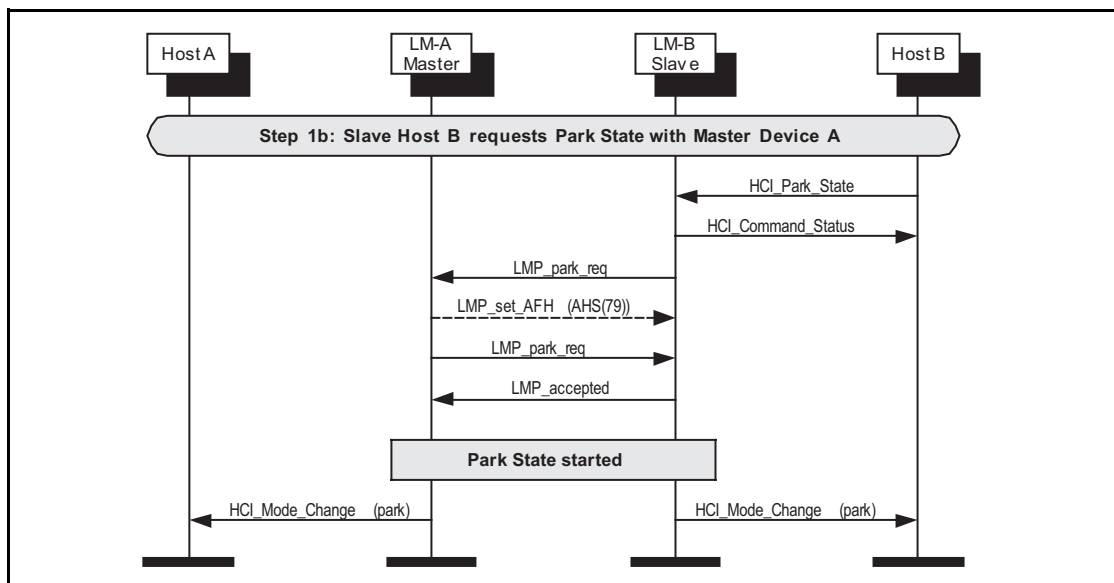 Host A
LM-A
Master
LM-B
Slave
Host B
Step 1b: Slave Host B requests Park State with Master Device A
HCI_Park_State
HCI_Command_Status
LMP_park_req
LMP_set_AFH (AHS(79))
LMP_park_req
LMP_accepted
Park State started
HCI_Mode_Change (park)
HCI_Mode_Change (park)